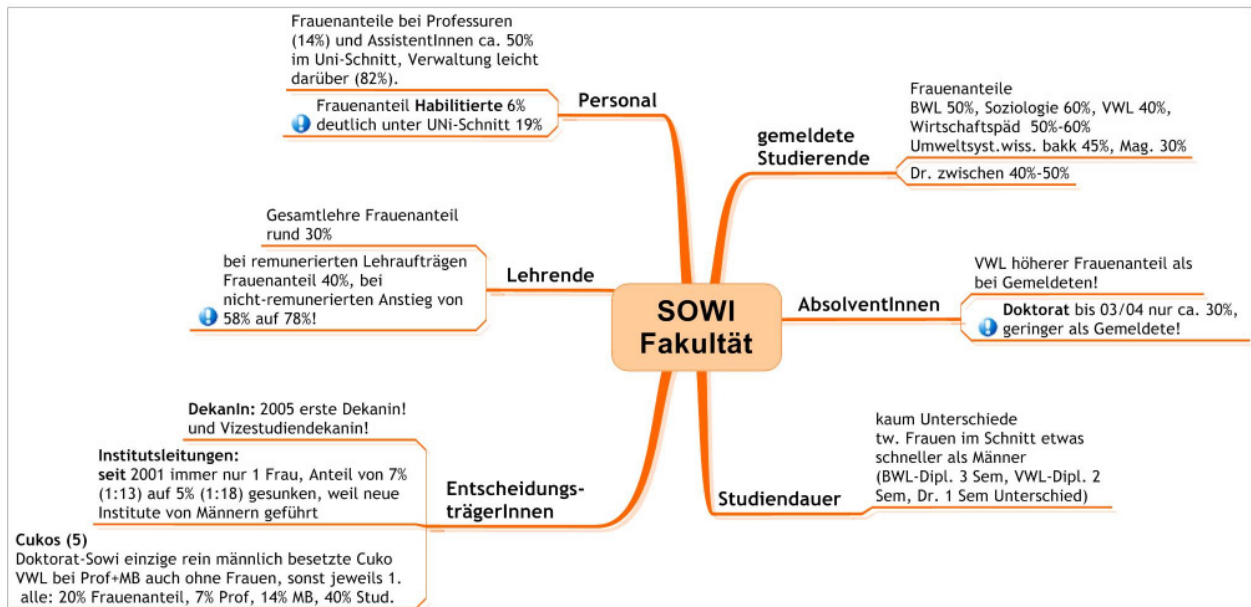 Frauenanteile bei Professuren
(14%) und AssistentInnen ca. 50%
im Uni-Schnitt, Verwaltung leicht
darüber (82%).
Frauenanteil Habilitierte 6%
deutlich unter UNi-Schnitt 19%
Personal
gemeldete
Studierende
Frauenanteile
BWL 50%, Soziologie 60%, VWL 40%,
Wirtschaftspäd 50%-60%
Umweltsyst.wiss. bakk 45%, Mag. 30%
Dr. zwischen 40%-50%
Gesamtlehre Frauenanteil
rund 30%
bei remunerierten Lehraufträgen
Frauenanteil 40%, bei
nicht-remunerierten Anstieg von
58% auf 78%!
Lehrende
SOWI
Fakultät
AbsolventInnen
VWL höherer Frauenanteil als
bei Gemeldeten!
Doktorat bis 03/04 nur ca. 30%,
geringer als Gemeldete!
DekanIn: 2005 erste Dekanin!
und Vizestudiendekanin!
Institutsleitungen:
seit 2001 immer nur 1 Frau, Anteil von 7%
(1:13) auf 5% (1:18) gesunken, weil neue
Institute von Männern geführt
Cukos (5)
Doktorat-Sowi einzige rein männlich besetzte Cuko
VWL bei Prof+MB auch ohne Frauen, sonst jeweils 1.
alle: 20% Frauenanteil, 7% Prof, 14% MB, 40% Stud.
Entscheidungs-
trägerInnen
Studiendauer
kaum Unterschiede
tw. Frauen im Schnitt etwas
schneller als Männer
(BWL-Dipl. 3 Sem, VWL-Dipl. 2
Sem, Dr. 1 Sem Unterschied)